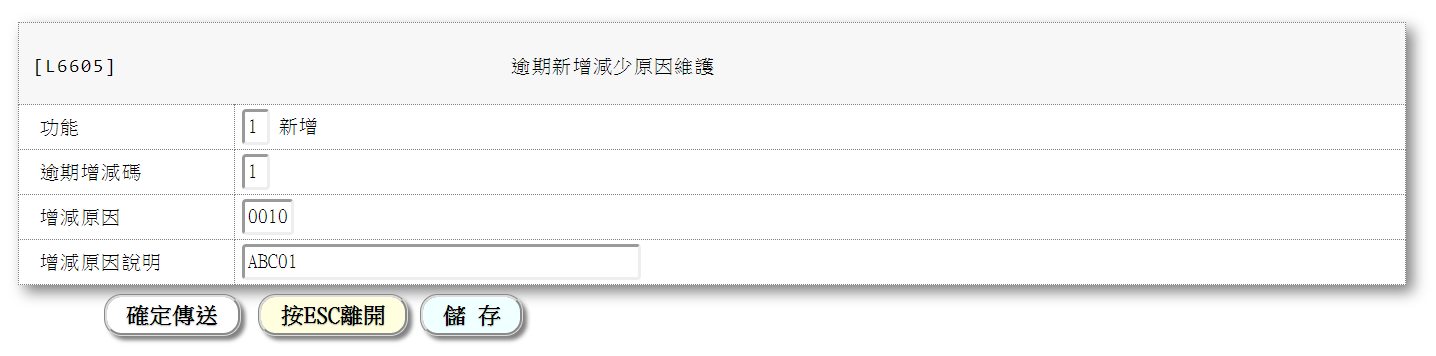 [L6605] 逾期新增減少原因維護
功能 1 新增
逾期增減碼 1
增減原因 0010
增減原因說明 ABC01
確定傳送 按ESC離開 儲 存